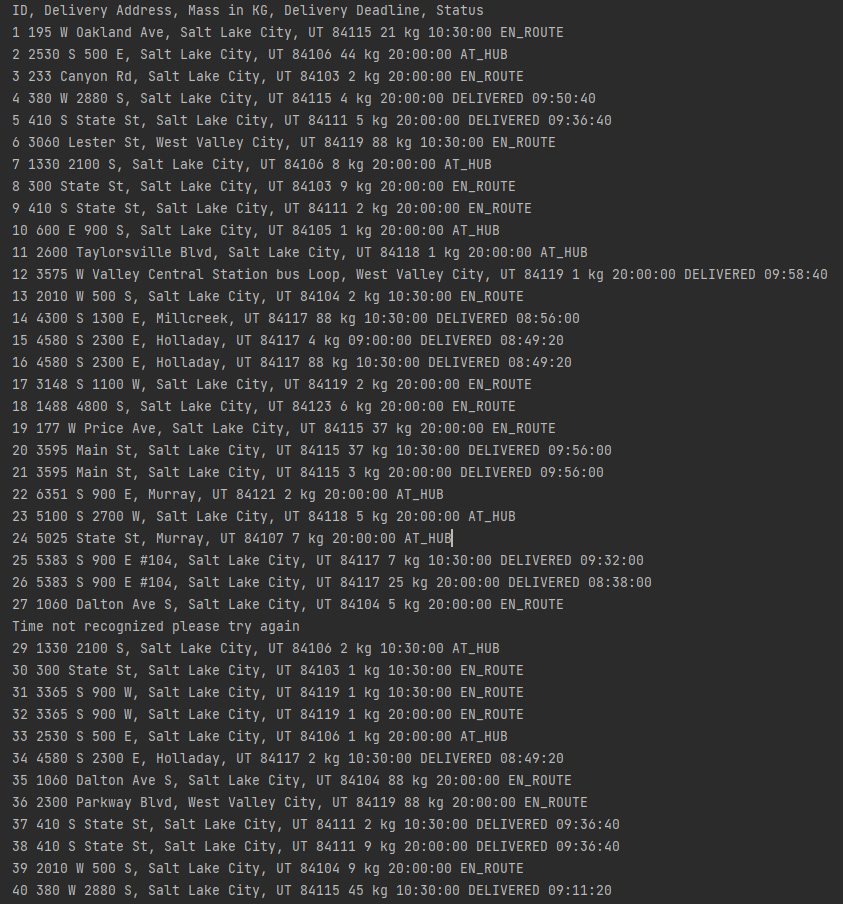 ID, Delivery Address, Mass in KG, Delivery Deadline, Status
1 195 W Oakland Ave, Salt Lake City, UT 84115 21 kg 10:30:00 EN_ROUTE
2 2530 S 500 E, Salt Lake City, UT 84106 44 kg 20:00:00 AT_HUB
3 233 Canyon Rd, Salt Lake City, UT 84103 2 kg 20:00:00 EN_ROUTE
4 380 W 2880 S, Salt Lake City, UT 84115 4 kg 20:00:00 DELIVERED 09:50:40
5 410 S State St, Salt Lake City, UT 84111 5 kg 20:00:00 DELIVERED 09:36:40
6 3060 Lester St, West Valley City, UT 84119 88 kg 10:30:00 EN_ROUTE
7 1330 2100 S, Salt Lake City, UT 84106 8 kg 20:00:00 AT_HUB
8 300 State St, Salt Lake City, UT 84103 9 kg 20:00:00 EN_ROUTE
9 410 S State St, Salt Lake City, UT 84111 2 kg 20:00:00 EN_ROUTE
10 600 E 900 S, Salt Lake City, UT 84105 1 kg 20:00:00 AT_HUB
11 2600 Taylorsville Blvd, Salt Lake City, UT 84118 1 kg 20:00:00 AT_HUB
12 3575 W Valley Central Station bus Loop, West Valley City, UT 84119 1 kg 20:00:00 DELIVERED 09:58:40
13 2010 W 500 S, Salt Lake City, UT 84104 2 kg 10:30:00 EN_ROUTE
14 4300 S 1300 E, Millcreek, UT 84117 88 kg 10:30:00 DELIVERED 08:56:00
15 4580 S 2300 E, Holladay, UT 84117 4 kg 09:00:00 DELIVERED 08:49:20
16 4580 S 2300 E, Holladay, UT 84117 88 kg 10:30:00 DELIVERED 08:49:20
17 3148 S 1100 W, Salt Lake City, UT 84119 2 kg 20:00:00 EN_ROUTE
18 1488 4800 S, Salt Lake City, UT 84123 6 kg 20:00:00 EN_ROUTE
19 177 W Price Ave, Salt Lake City, UT 84115 37 kg 20:00:00 EN_ROUTE
20 3595 Main St, Salt Lake City, UT 84115 37 kg 10:30:00 DELIVERED 09:56:00
21 3595 Main St, Salt Lake City, UT 84115 3 kg 20:00:00 DELIVERED 09:56:00
22 6351 S 900 E, Murray, UT 84121 2 kg 20:00:00 AT_HUB
23 5100 S 2700 W, Salt Lake City, UT 84118 5 kg 20:00:00 AT_HUB
24 5025 State St, Murray, UT 84107 7 kg 20:00:00 AT_HUB
25 5383 S 900 E #104, Salt Lake City, UT 84117 7 kg 10:30:00 DELIVERED 09:32:00
26 5383 S 900 E #104, Salt Lake City, UT 84117 25 kg 20:00:00 DELIVERED 08:38:00
27 1060 Dalton Ave S, Salt Lake City, UT 84104 5 kg 20:00:00 EN_ROUTE
Time not recognized please try again
29 1330 2100 S, Salt Lake City, UT 84106 2 kg 10:30:00 AT_HUB
30 300 State St, Salt Lake City, UT 84103 1 kg 10:30:00 EN_ROUTE
31 3365 S 900 W, Salt Lake City, UT 84119 1 kg 10:30:00 EN_ROUTE
32 3365 S 900 W, Salt Lake City, UT 84119 1 kg 20:00:00 EN_ROUTE
33 2530 S 500 E, Salt Lake City, UT 84106 1 kg 20:00:00 AT_HUB
34 4580 S 2300 E, Holladay, UT 84117 2 kg 10:30:00 DELIVERED 08:49:20
35 1060 Dalton Ave S, Salt Lake City, UT 84104 88 kg 20:00:00 EN_ROUTE
36 2300 Parkway Blvd, West Valley City, UT 84119 88 kg 20:00:00 EN_ROUTE
37 410 S State St, Salt Lake City, UT 84111 2 kg 10:30:00 DELIVERED 09:36:40
38 410 S State St, Salt Lake City, UT 84111 9 kg 20:00:00 DELIVERED 09:36:40
39 2010 W 500 S, Salt Lake City, UT 84104 9 kg 20:00:00 EN_ROUTE
40 380 W 2880 S, Salt Lake City, UT 84115 45 kg 10:30:00 DELIVERED 09:11:20